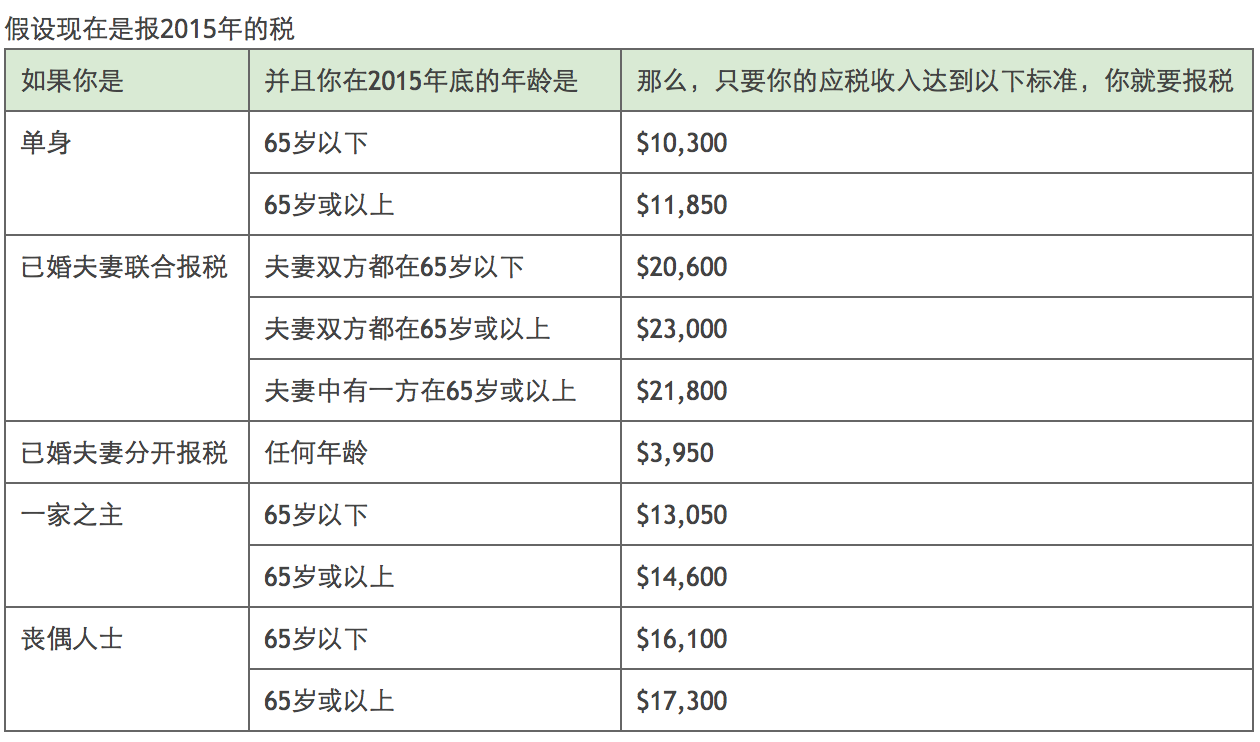 假设现在是报2015年的税
如果你是 并且你在2015年底的年龄是 那么，只要你的应税收入达到以下标准，你就要报税
单身 65岁以下 $10,300
65岁或以上 $11,850
已婚夫妻联合报税 夫妻双方都在65岁以下 $20,600
夫妻双方都在65岁或以上 $23,000
夫妻中有一方在65岁或以上 $21,800
已婚夫妻分开报税 任何年龄 $3,950
一家之主 65岁以下 $13,050
65岁或以上 $14,600
丧偶人士 65岁以下 $16,100
65岁或以上 $17,300